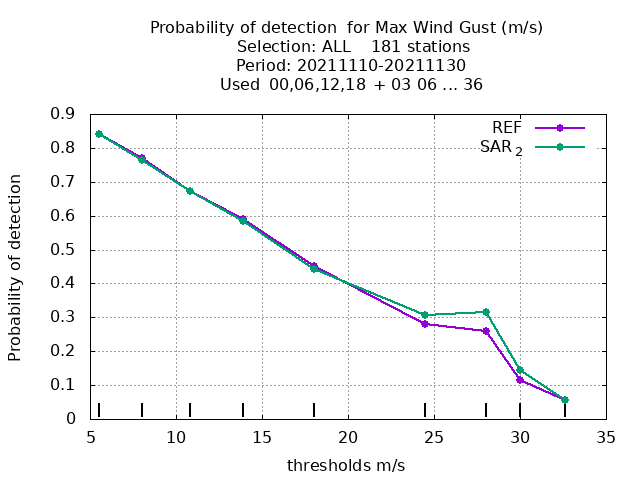 Probability of detection  for Max Wind Gust (m/s)
Selection: ALL    181 stations
Period: 20211110-20211130
Used  00,06,12,18  + 03 06 ... 36
REF
SAR 2
0.9
0.8
0.7
0.6
0.5
0.4
0.3
0.2
0.1
0
Probability of detection
5 10 15 20 25 30 35
thresholds m/s